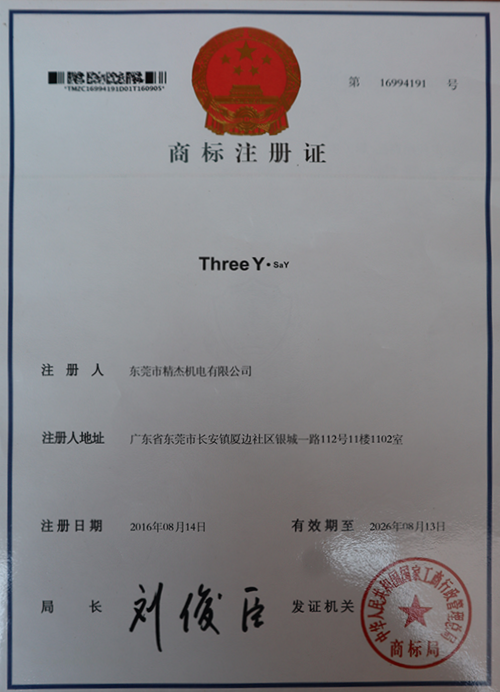 第 16994191 号
*TMZC16994191D01T160905*
商标注册证
Three Y • SaY
注册人 东莞市精杰机电有限公司
注册人地址 广东省东莞市长安镇厦边社区银城一路112号11楼1102室
注册日期 2016年08月14日 有效期至 2026年08月13日
局长 刘俊臣 发证机关
中华人民共和国国家工商行政管理总局
商标局